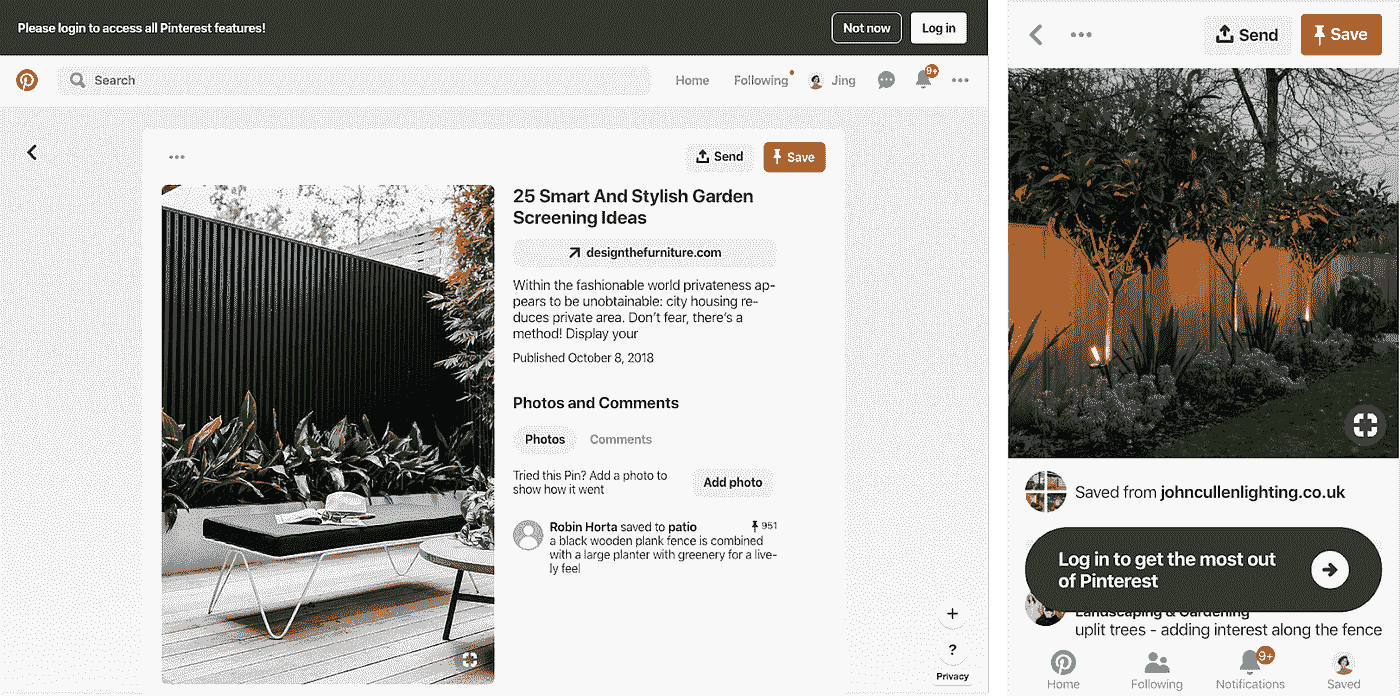 Please login to access all Pinterest features!
Not now
Log in
Search
Home
Following
Jing
9+
Send
Save
25 Smart And Stylish Garden
Screening Ideas
designthefurniture.com
Within the fashionable world privateness ap-
pears to be unobtainable: city housing re-
duces private area. Don't fear, there's a
method! Display your
Published October 8, 2018
Photos and Comments
Photos
Comments
Tried this Pin? Add a photo to
show how it went
Add photo
Robin Horta saved to patio
951
a black wooden plank fence is combined
with a large planter with greenery for a live-
ly feel
+
?
Privacy
Send
Save
Saved from johncullenlighting.co.uk
Log in to get the most out
of Pinterest
Landscaping & Gardening
uplit trees - adding interest along the fence
9+
Home
Following
Notifications
Saved